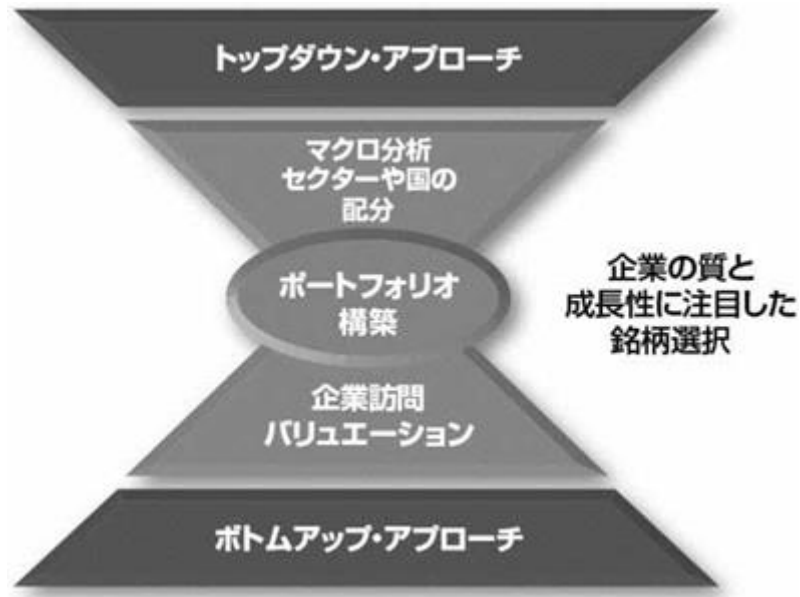 トップダウン・アプローチ
マクロ分析
セクターや国の
配分
ポートフォリオ
構築
企業の質と
成長性に注目した
銘柄選択
企業訪問
バリュエーション
ボトムアップ・アプローチ